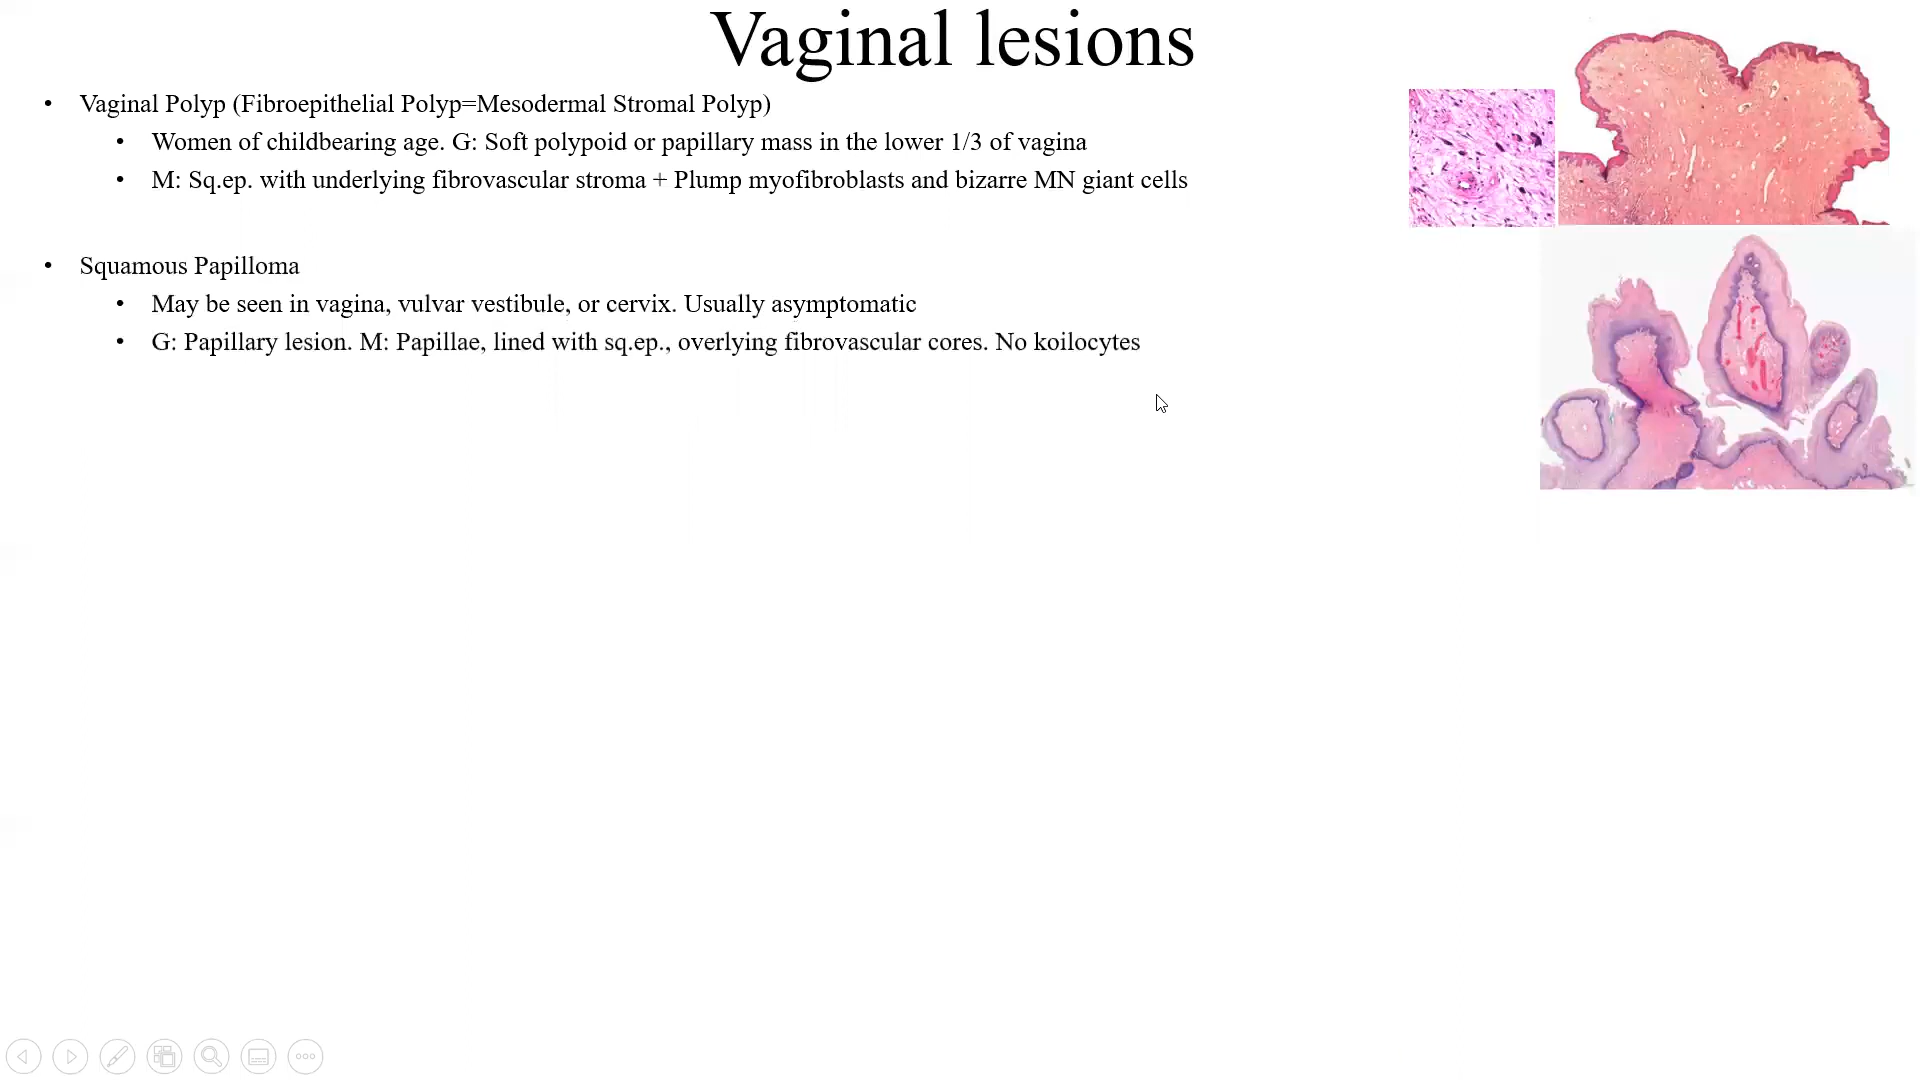 Vaginal lesions
• Vaginal Polyp (Fibroepithelial Polyp=Mesodermal Stromal Polyp)
• Women of childbearing age. G: Soft polypoid or papillary mass in the lower 1/3 of vagina
• M: Sq.ep. with underlying fibrovascular stroma + Plump myofibroblasts and bizarre MN giant cells
• Squamous Papilloma
• May be seen in vagina, vulvar vestibule, or cervix. Usually asymptomatic
• G: Papillary lesion. M: Papillae, lined with sq.ep., overlying fibrovascular cores. No koilocytes